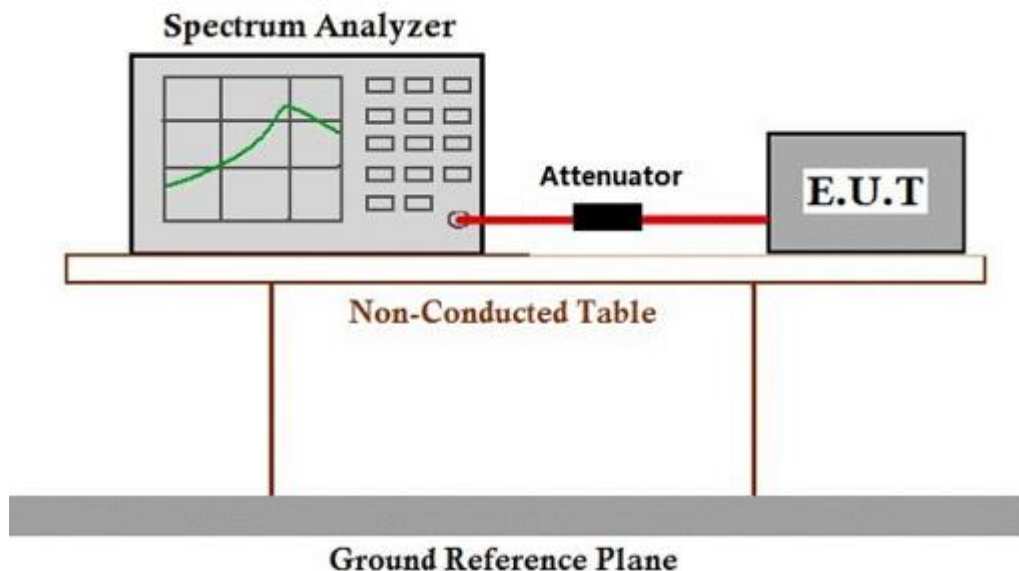 Spectrum Analyzer
Attenuator
E.U.T
Non-Conducted Table
Ground Reference Plane